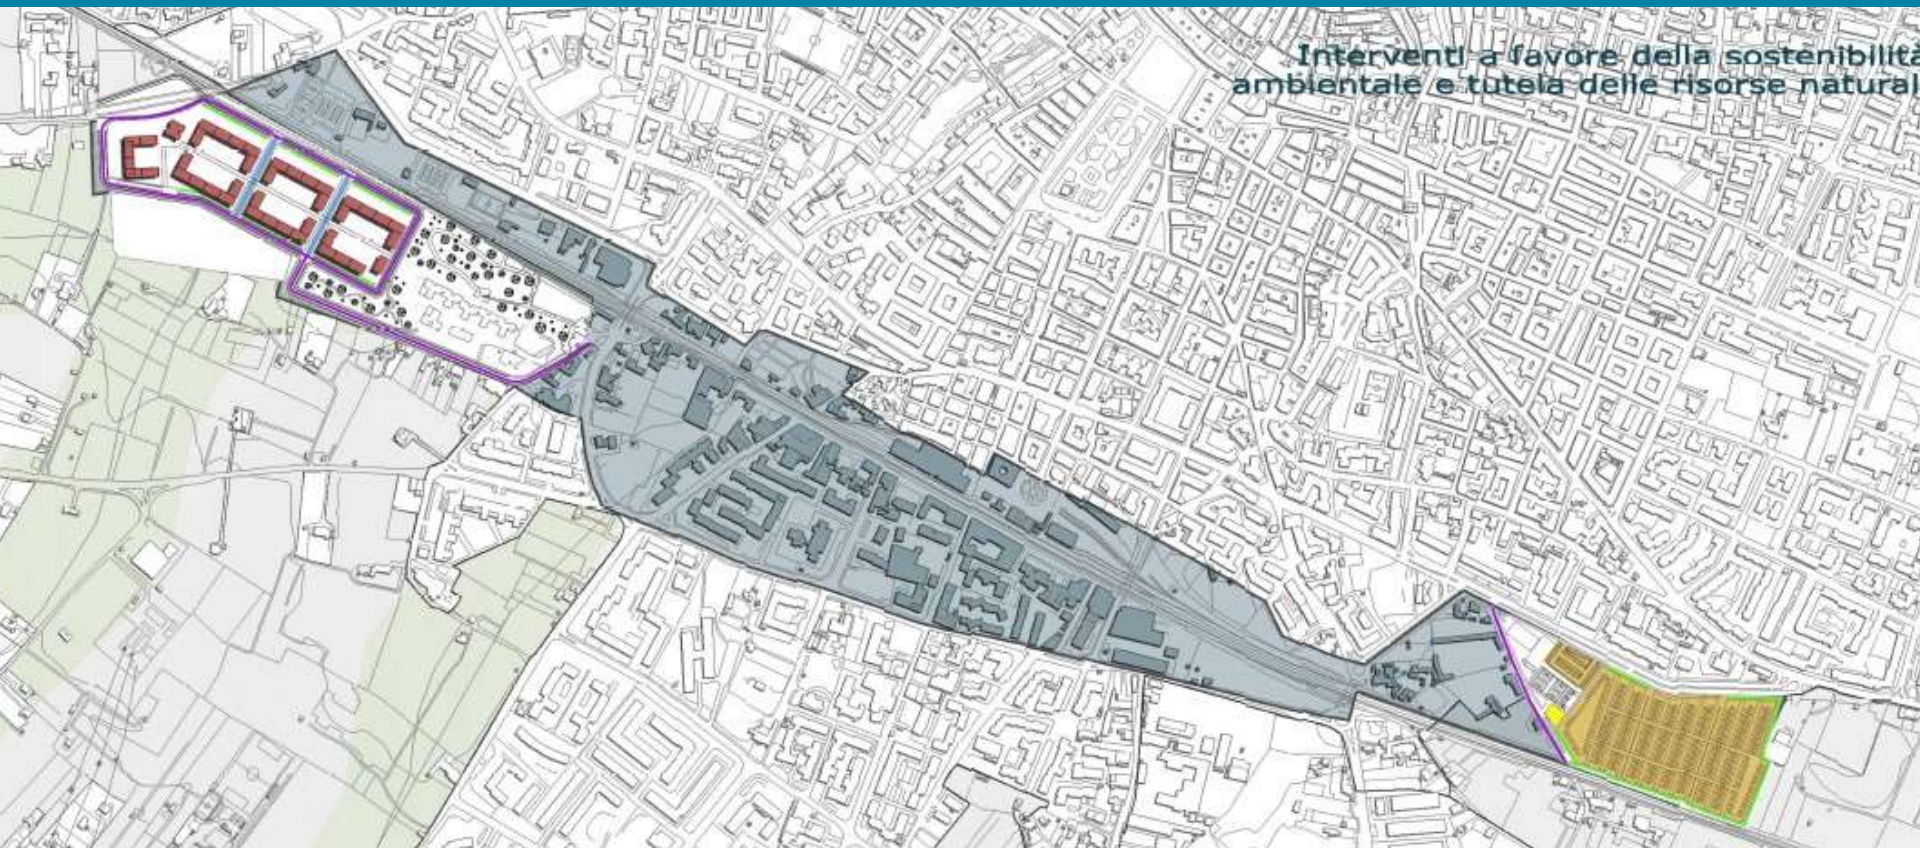 Interventi a favore della sostenibilità
ambientale e tutela delle risorse natural